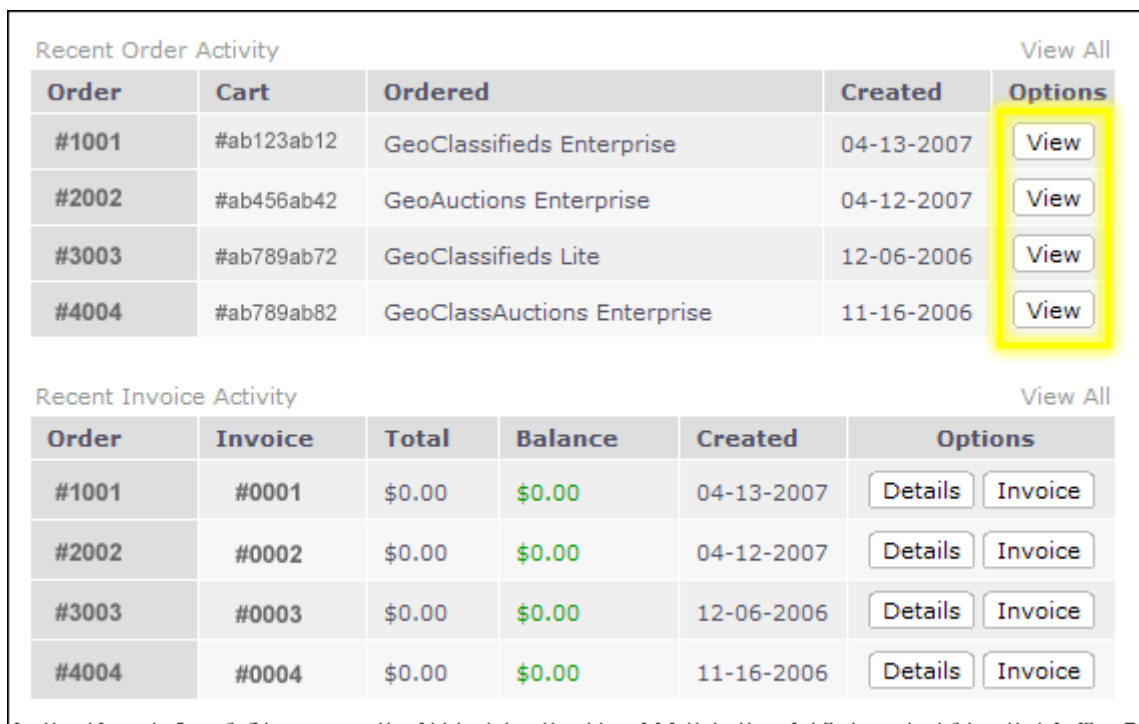 Recent Order Activity View All
Order Cart Ordered Created Options
#1001 #ab123ab12 GeoClassifieds Enterprise 04-13-2007 View
#2002 #ab456ab42 GeoAuctions Enterprise 04-12-2007 View
#3003 #ab789ab72 GeoClassifieds Lite 12-06-2006 View
#4004 #ab789ab82 GeoClassAuctions Enterprise 11-16-2006 View
Recent Invoice Activity View All
Order Invoice Total Balance Created Options
#1001 #0001 $0.00 $0.00 04-13-2007 Details Invoice
#2002 #0002 $0.00 $0.00 04-12-2007 Details Invoice
#3003 #0003 $0.00 $0.00 12-06-2006 Details Invoice
#4004 #0004 $0.00 $0.00 11-16-2006 Details Invoice